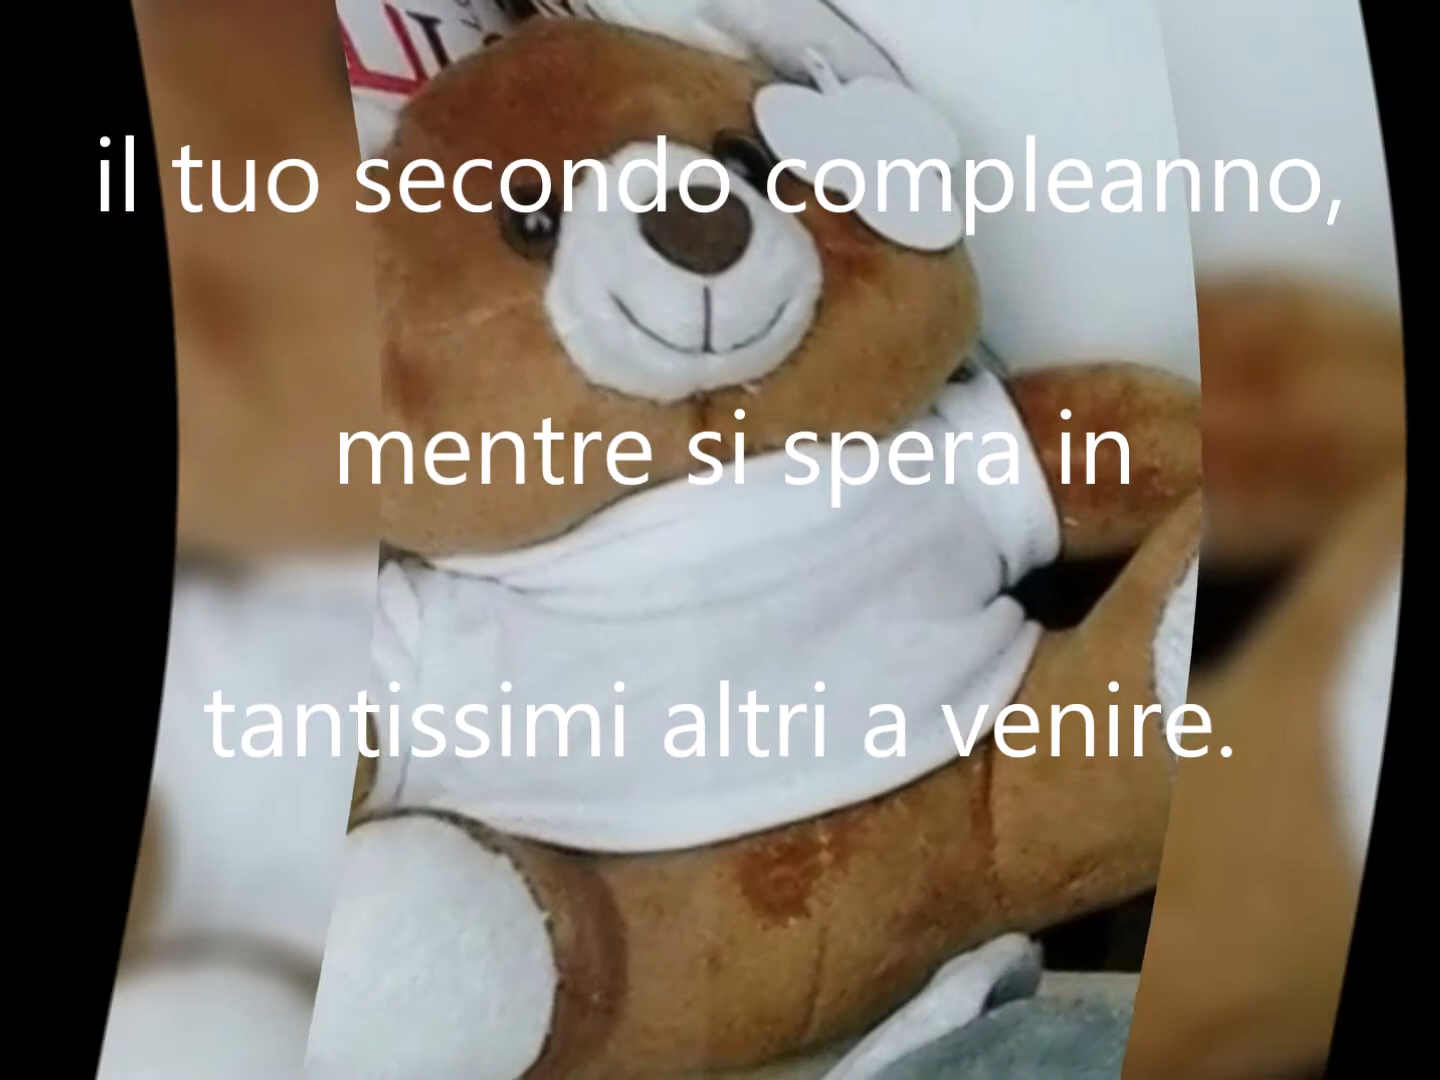 il tuo secondo compleanno,
mentre si spera in
tantissimi altri a venire.